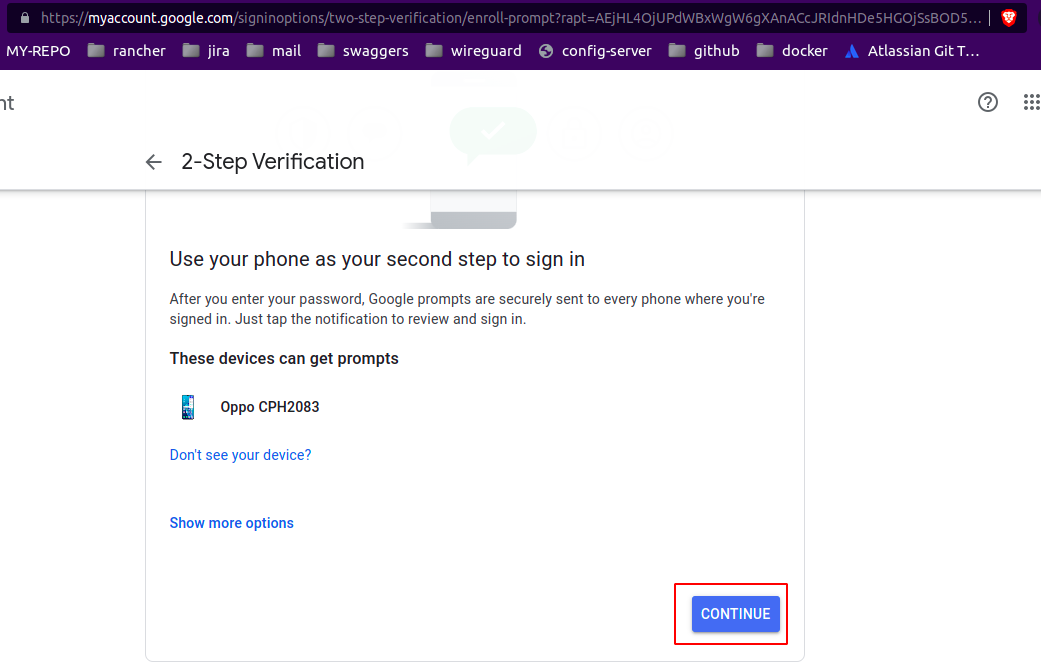 https://myaccount.google.com/signinoptions/two-step-verification/enroll-prompt?rapt=AEjHL4OjUPdWBxWgW6gXAnACcJRIdnHDe5HGOjSsBOD5...
MY-REPO rancher jira mail swaggers wireguard config-server github docker Atlassian Git T...
nt
2-Step Verification
Use your phone as your second step to sign in
After you enter your password, Google prompts are securely sent to every phone where you're
signed in. Just tap the notification to review and sign in.
These devices can get prompts
Oppo CPH2083
Don't see your device?
Show more options
CONTINUE